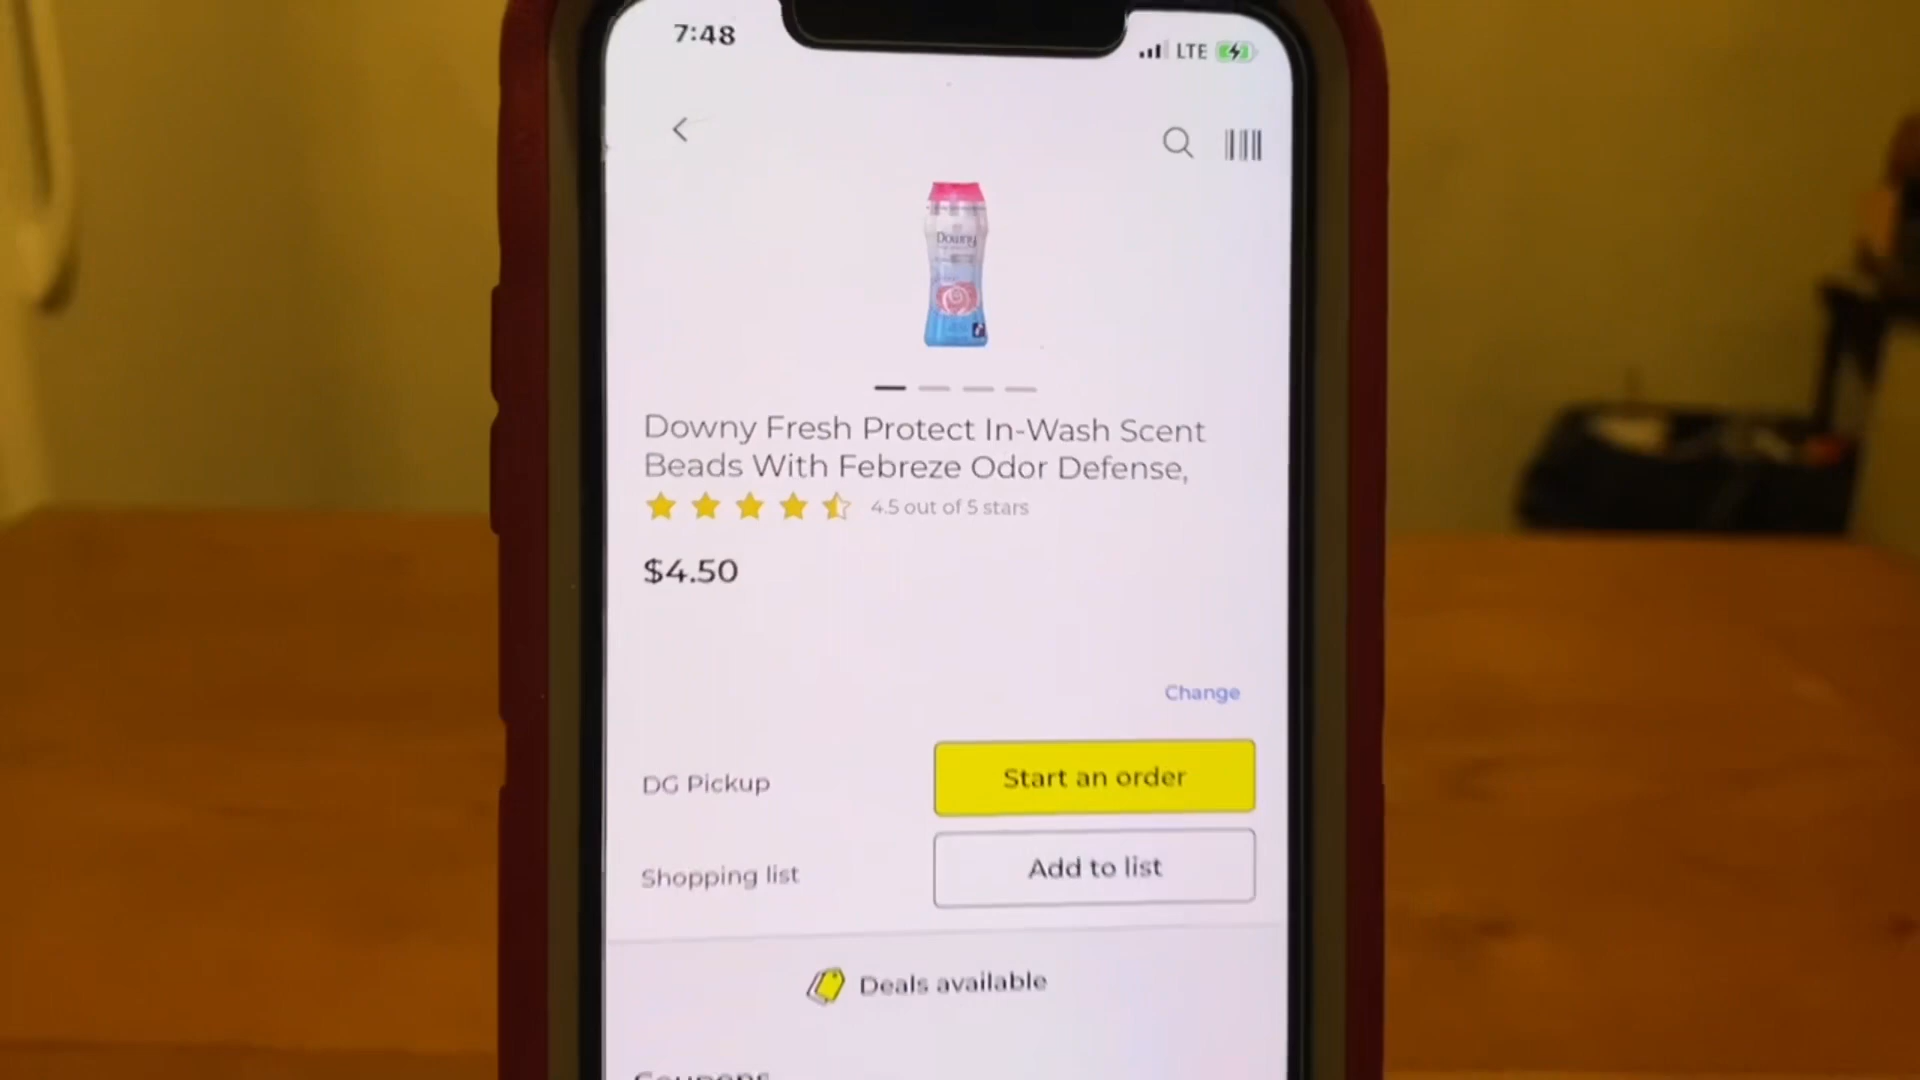 7:48
LTE
Downy
Downy Fresh Protect In-Wash Scent
Beads With Febreze Odor Defense,
4.5 out of 5 stars
$4.50
Change
DG Pickup
Start an order
Shopping list
Add to list
Deals available
Coupons